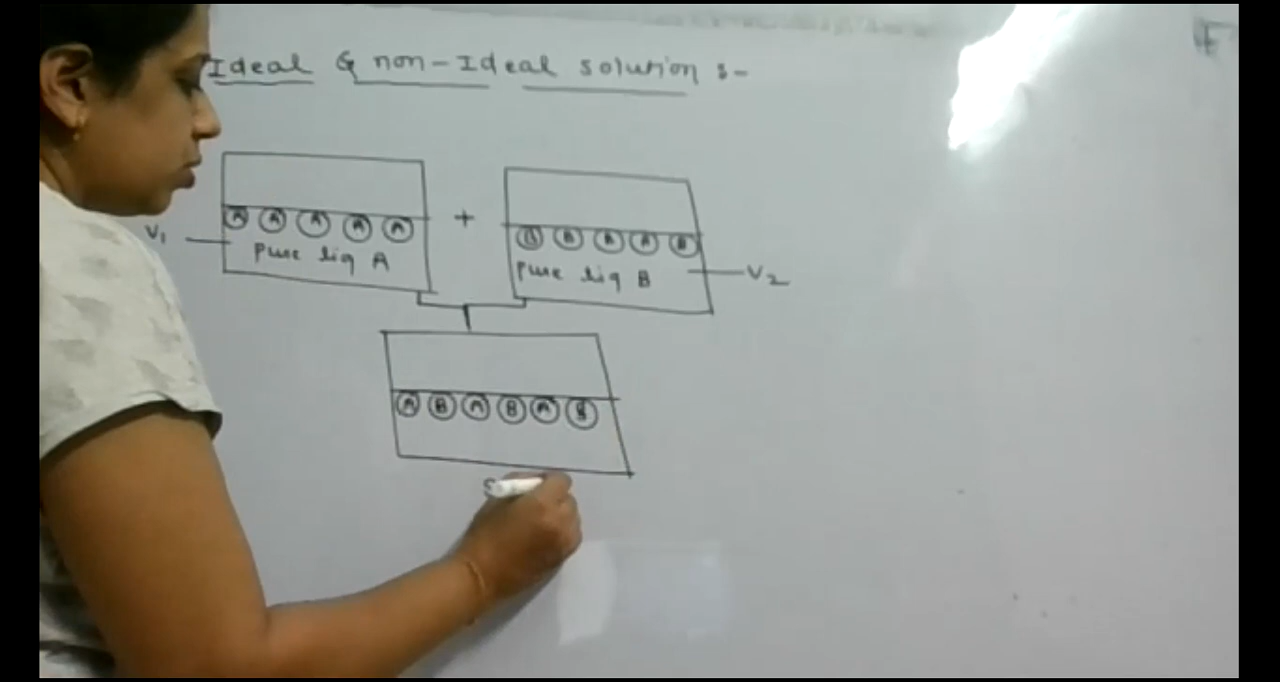 Ideal & non-Ideal solution :-
A A A A A + B B B A B
V1 Pure liq A Pure liq B V2
A B A B A B
S